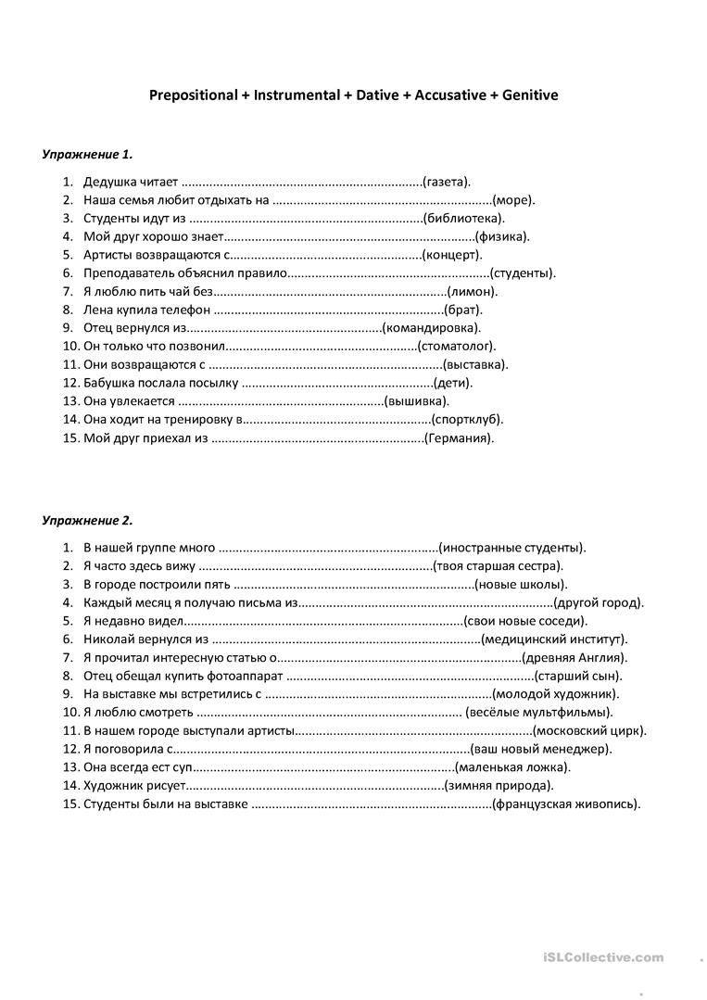 Prepositional + Instrumental + Dative + Accusative + Genitive
Упражнение 1.
1. Дедушка читает .....................................................................(газета).
2. Наша семья любит отдыхать на ...............................................................(море).
3. Студенты идут из ...................................................................(библиотека).
4. Мой друг хорошо знает........................................................................(физика).
5. Артисты возвращаются с.......................................................(концерт).
6. Преподаватель объяснил правило..........................................................(студенты).
7. Я люблю пить чай без...................................................................(лимон).
8. Лена купила телефон ..................................................................(брат).
9. Отец вернулся из........................................................(командировка).
10. Он только что позвонил.......................................................(стоматолог).
11. Они возвращаются с ...................................................................(выставка).
12. Бабушка послала посылку .......................................................(дети).
13. Она увлекается ...........................................................(вышивка).
14. Она ходит на тренировку в......................................................(спортклуб).
15. Мой друг приехал из .............................................................(Германия).
Упражнение 2.
1. В нашей группе много ...............................................................(иностранные студенты).
2. Я часто здесь вижу ...................................................................(твоя старшая сестра).
3. В городе построили пять .....................................................................(новые школы).
4. Каждый месяц я получаю письма из.........................................................................(другой город).
5. Я недавно видел................................................................................(свои новые соседи).
6. Николай вернулся из .............................................................................(медицинский институт).
7. Я прочитал интересную статью о......................................................................(древняя Англия).
8. Отец обещал купить фотоаппарат .......................................................................(старший сын).
9. На выставке мы встретились с .................................................................(молодой художник).
10. Я люблю смотреть ............................................................................ (весёлые мультфильмы).
11. В нашем городе выступали артисты....................................................................(московский цирк).
12. Я поговорила с.....................................................................................(ваш новый менеджер).
13. Она всегда ест суп...........................................................................(маленькая ложка).
14. Художник рисует..........................................................................(зимняя природа).
15. Студенты были на выставке .....................................................................(французская живопись).
iSLCollective.com